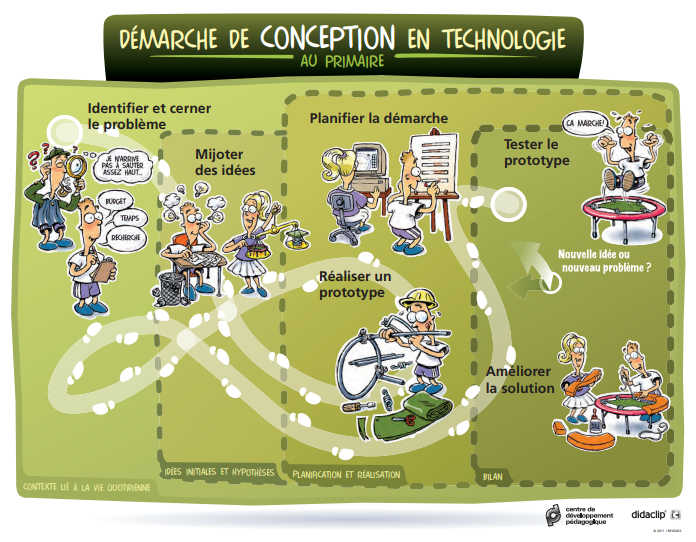 DÉMARCHE DE CONCEPTION EN TECHNOLOGIE
AU PRIMAIRE
Identifier et cerner
le problème
JE N'ARRIVE
PAS À SAUTER
ASSEZ HAUT...
BUDGET
TEMPS
RECHERCHE
Mijoter
des idées
Planifier la démarche
Réaliser un
prototype
Tester le
prototype
ÇA MARCHE!
Nouvelle idée ou
nouveau problème ?
Améliorer
la solution
CONTEXTE LIÉ À LA VIE QUOTIDIENNE
IDÉES INITIALES ET HYPOTHÈSES
PLANIFICATION ET RÉALISATION
BILAN
centre de
développement
pédagogique
didaclip